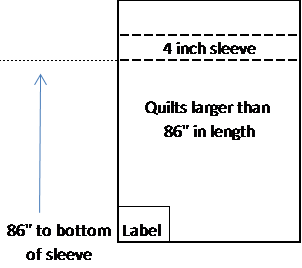 4 inch sleeve
Quilts larger than
86" in length
86" to bottom
of sleeve
Label